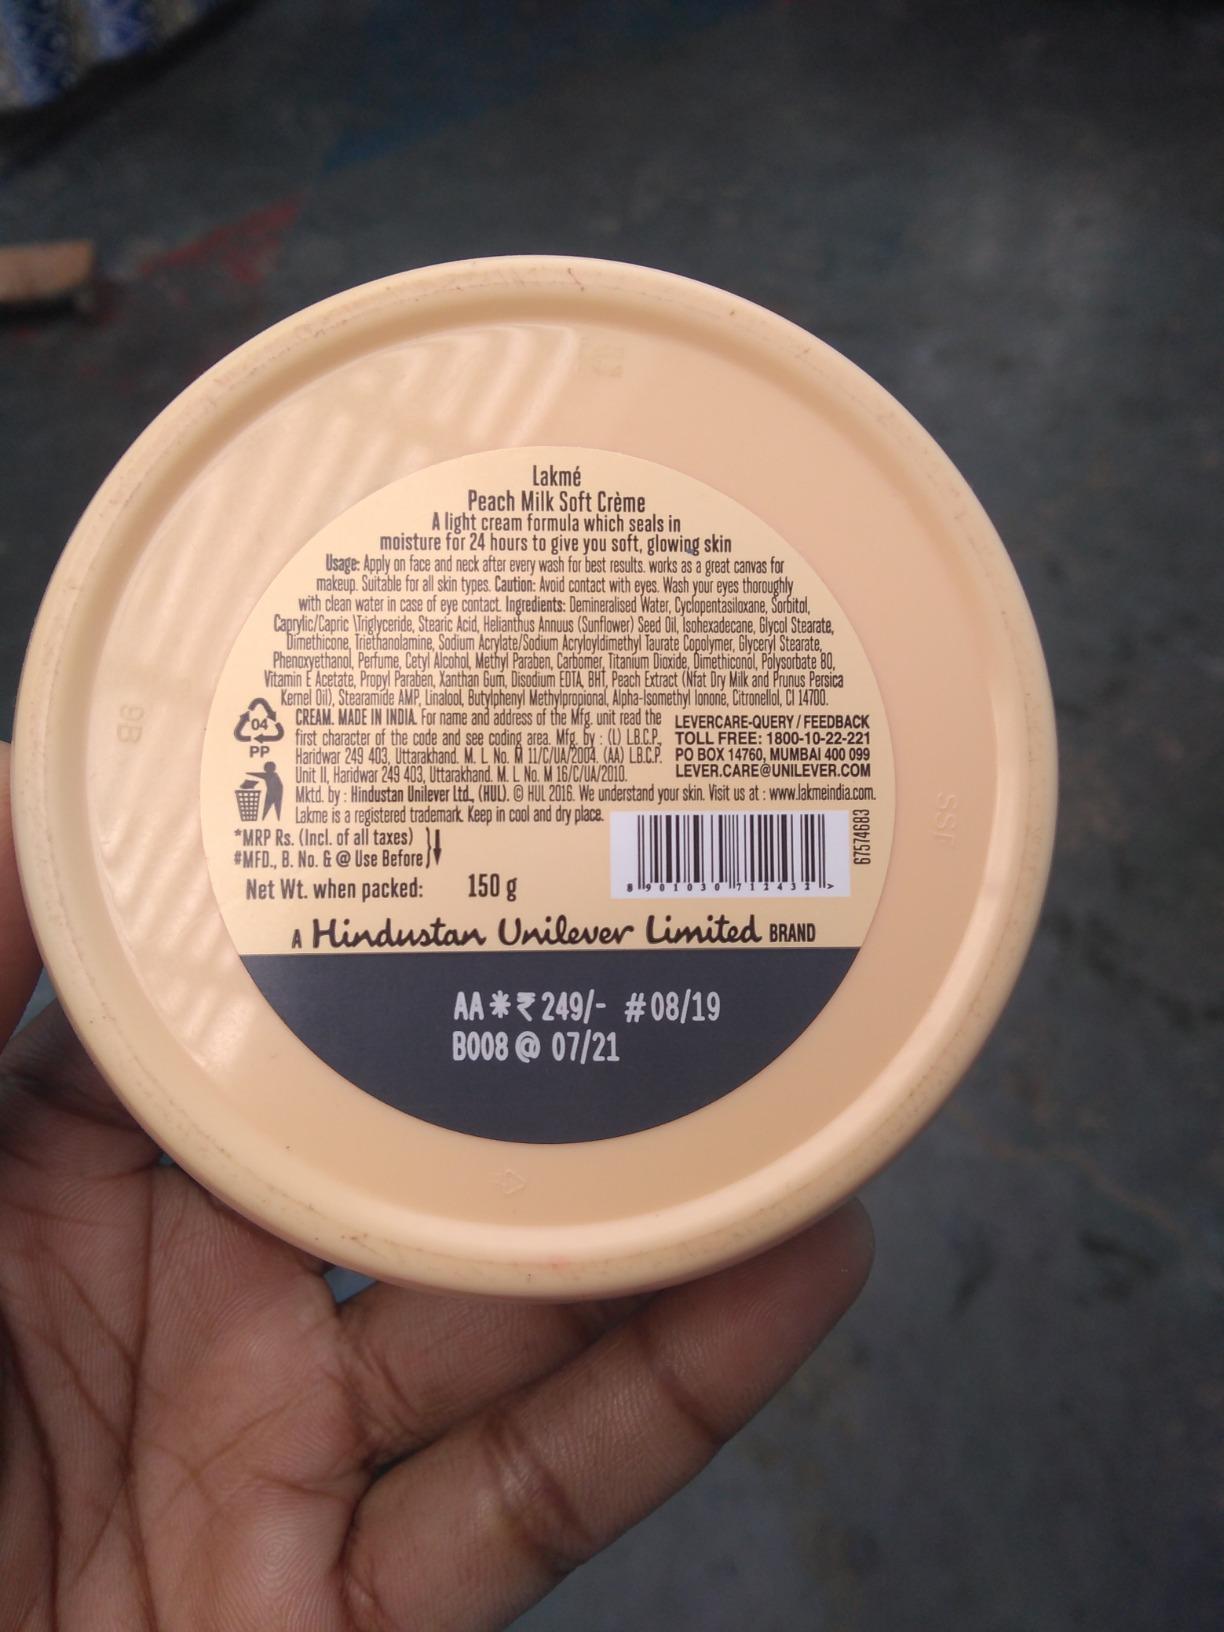 Lakmé
Peach Milk Soft Crème
A light cream formula which seals in
moisture for 24 hours to give you soft, glowing skin
Usage: Apply on face and neck after every wash for best results. works as a great canvas for
makeup. Suitable for all skin types. Caution: Avoid contact with eyes. Wash your eyes thoroughly
with clean water in case of eye contact. Ingredients: Demineralised Water, Cyclopentasiloxane, Sorbitol,
Caprylic/Capric \Triglyceride, Stearic Acid, Helianthus Annuus (Sunflower) Seed Oil, Isohexadecane, Glycol Stearate,
Dimethicone, Triethanolamine, Sodium Acrylate/Sodium Acryloyldimethyl Taurate Copolymer, Glyceryl Stearate,
Phenoxyethanol, Perfume, Cetyl Alcohol, Methyl Paraben, Carbomer, Titanium Dioxide, Dimethiconol, Polysorbate 80,
Vitamin E Acetate, Propyl Paraben, Xanthan Gum, Disodium EDTA, BHT, Peach Extract (Nfat Dry Milk and Prunus Persica
Kernel Oil), Stearamide AMP, Linalool, Butylphenyl Methylpropional, Alpha-Isomethyl Ionone, Citronellol, CI 14700.
04
PP
CREAM. MADE IN INDIA. For name and address of the Mfg. unit read the
first character of the code and see coding area. Mfg. by : (L) L.B.C.P.,
Haridwar 249 403, Uttarakhand. M. L. No. M 11/C/UA/2004. (AA) L.B.C.P.
Unit II, Haridwar 249 403, Uttarakhand. M. L No. M 16/C/UA/2010.
LEVERCARE-QUERY / FEEDBACK
TOLL FREE: 1800-10-22-221
PO BOX 14760, MUMBAI 400 099
LEVER.CARE@UNILEVER.COM
Mktd. by : Hindustan Unilever Ltd., (HUL). © HUL 2016. We understand your skin. Visit us at : www.lakmeindia.com.
Lakme is a registered trademark. Keep in cool and dry place.
*MRP Rs. (Incl. of all taxes)
#MFD., B. No. & @ Use Before
Net Wt. when packed: 150 g
8 901030 712432 >
67574683
A Hindustan Unilever Limited BRAND
AA * ₹ 249/- # 08/19
B008 @ 07/21
9B
SSF